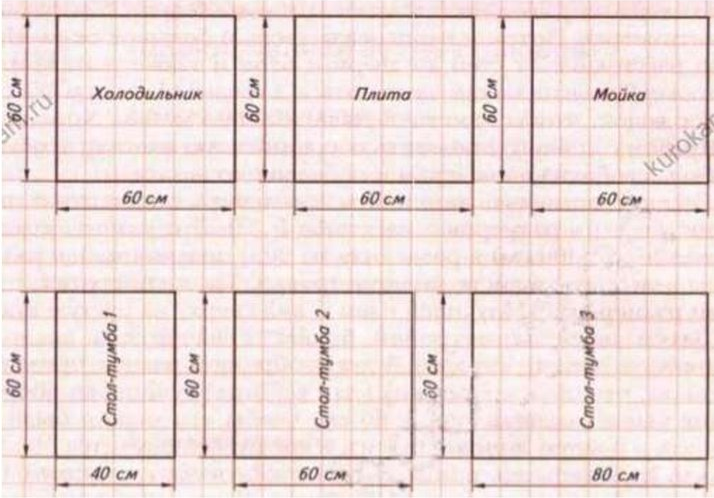 60 см
Холодильник
60 см
Плита
60 см
Мойка
60 см
60 см
60 см
60 см
Стол-тумба 1
60 см
Стол-тумба 2
60 см
Стол-тумба 3
40 см
60 см
80 см